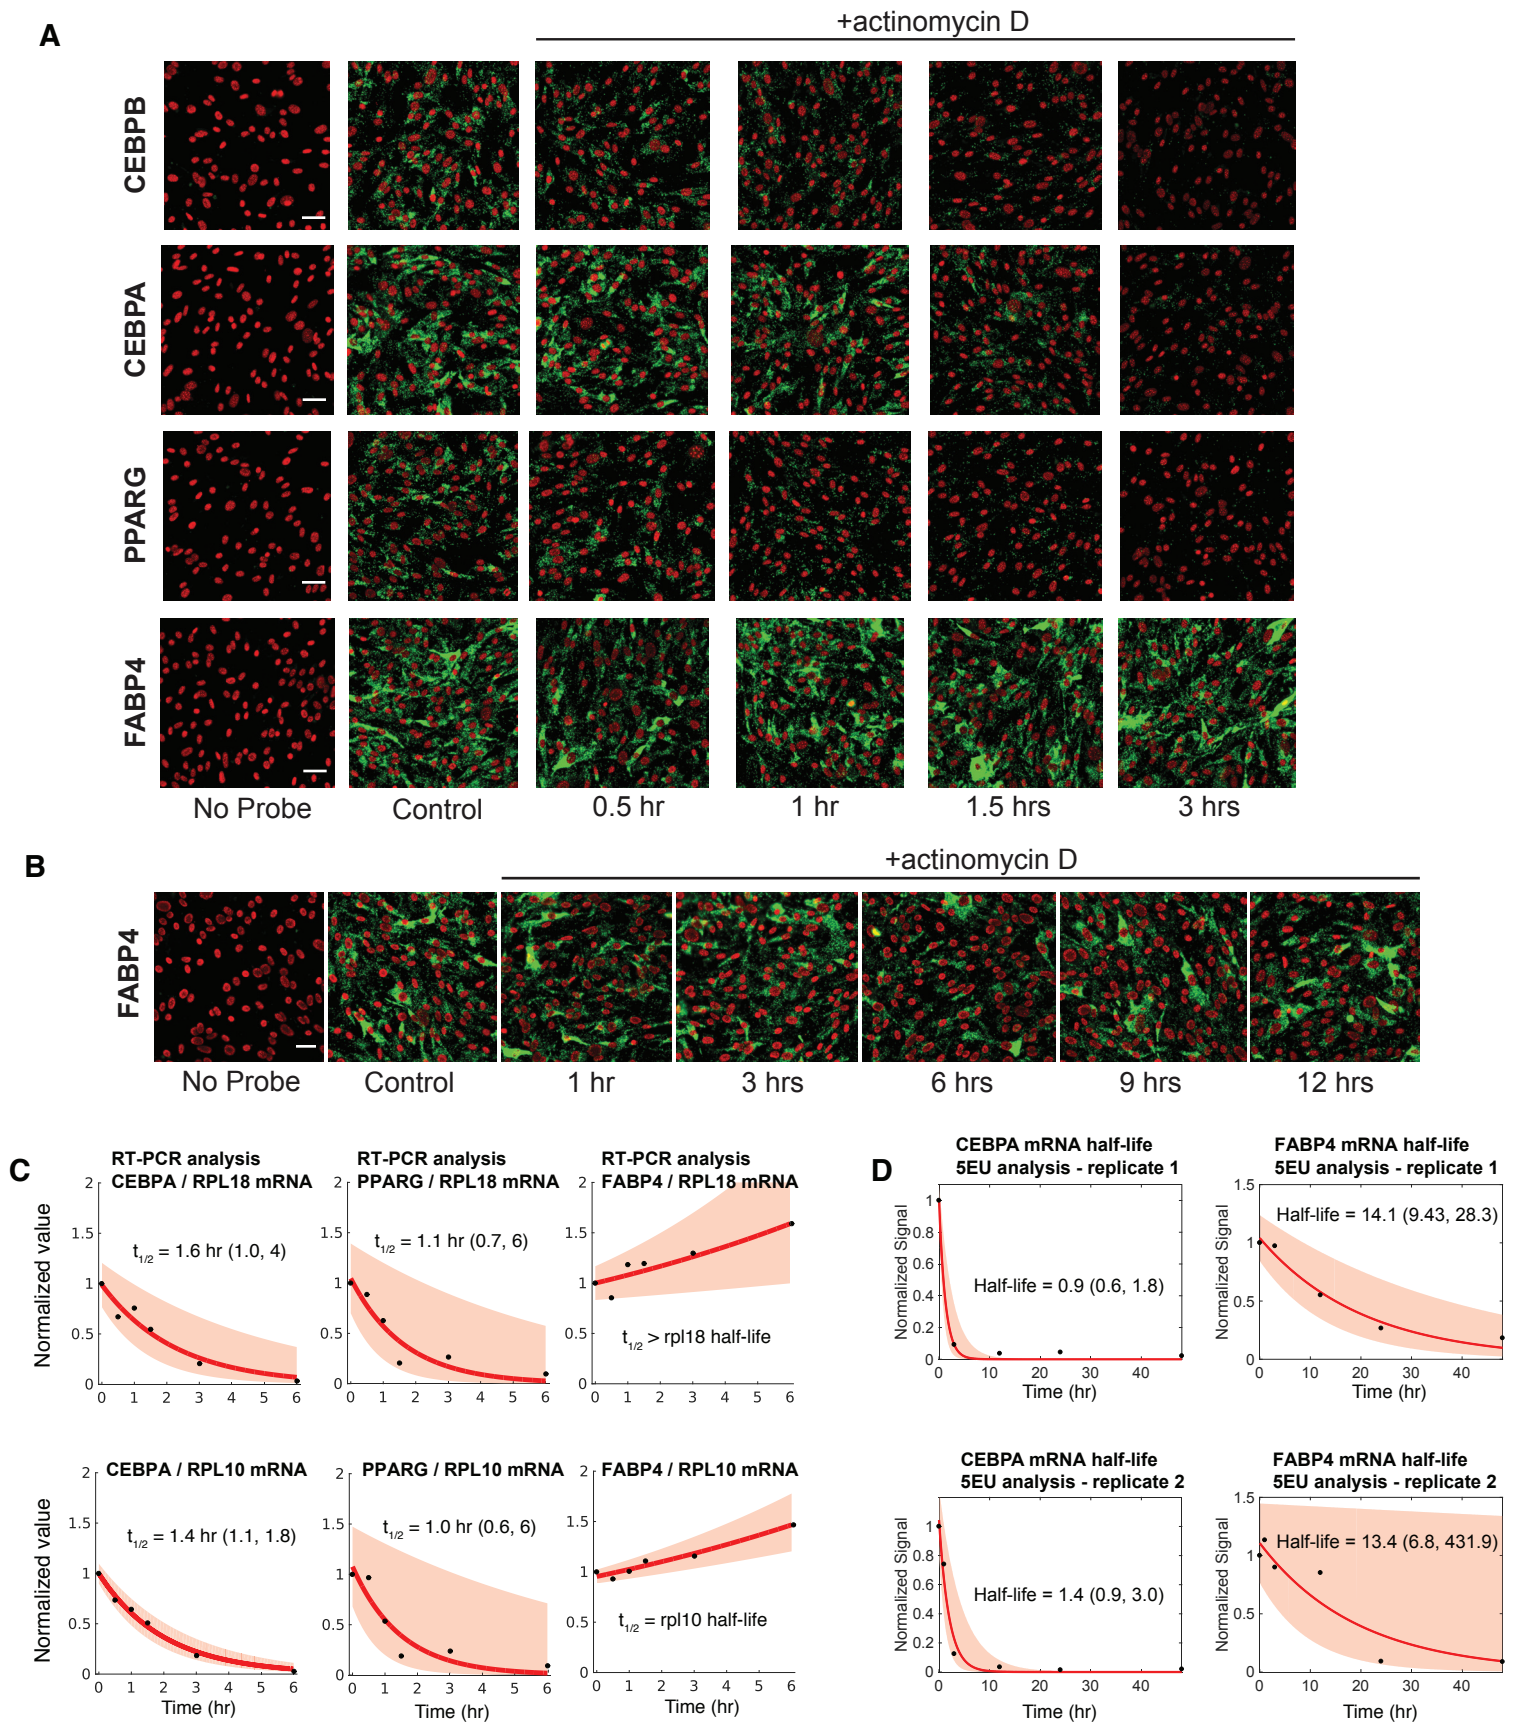 A
+actinomycin D
CEBPB
CEBPA
PPARG
FABP4
No Probe
Control
0.5 hr
1 hr
1.5 hrs
3 hrs
B
+actinomycin D
FABP4
No Probe
Control
1 hr
3 hrs
6 hrs
9 hrs
12 hrs
C
RT-PCR analysis
CEBPA / RPL18 mRNA
Normalized value
2
1.5
1
0.5
0
t1/2 = 1.6 hr (1.0, 4)
0 1 2 3 4 5 6
RT-PCR analysis
PPARG / RPL18 mRNA
2
1.5
1
0.5
0
t1/2 = 1.1 hr (0.7, 6)
0 1 2 3 4 5 6
RT-PCR analysis
FABP4 / RPL18 mRNA
2
1.5
1
0.5
0
t1/2 > rpl18 half-life
0 1 2 3 4 5 6
CEBPA / RPL10 mRNA
Normalized value
2
1.5
1
0.5
0
t1/2 = 1.4 hr (1.1, 1.8)
0 1 2 3 4 5 6
Time (hr)
PPARG / RPL10 mRNA
2
1.5
1
0.5
0
t1/2 = 1.0 hr (0.6, 6)
0 1 2 3 4 5 6
Time (hr)
FABP4 / RPL10 mRNA
2
1.5
1
0.5
0
t1/2 = rpl10 half-life
0 1 2 3 4 5 6
Time (hr)
D
CEBPA mRNA half-life
5EU analysis - replicate 1
Normalized Signal
1
0.8
0.6
0.4
0.2
0
Half-life = 0.9 (0.6, 1.8)
0 20 40
Time (hr)
FABP4 mRNA half-life
5EU analysis - replicate 1
Normalized Signal
1.5
1
0.5
0
Half-life = 14.1 (9.43, 28.3)
0 20 40
Time (hr)
CEBPA mRNA half-life
5EU analysis - replicate 2
Normalized Signal
1
0.8
0.6
0.4
0.2
0
Half-life = 1.4 (0.9, 3.0)
0 20 40
Time (hr)
FABP4 mRNA half-life
5EU analysis - replicate 2
Normalized Signal
1.5
1
0.5
0
Half-life = 13.4 (6.8, 431.9)
0 20 40
Time (hr)